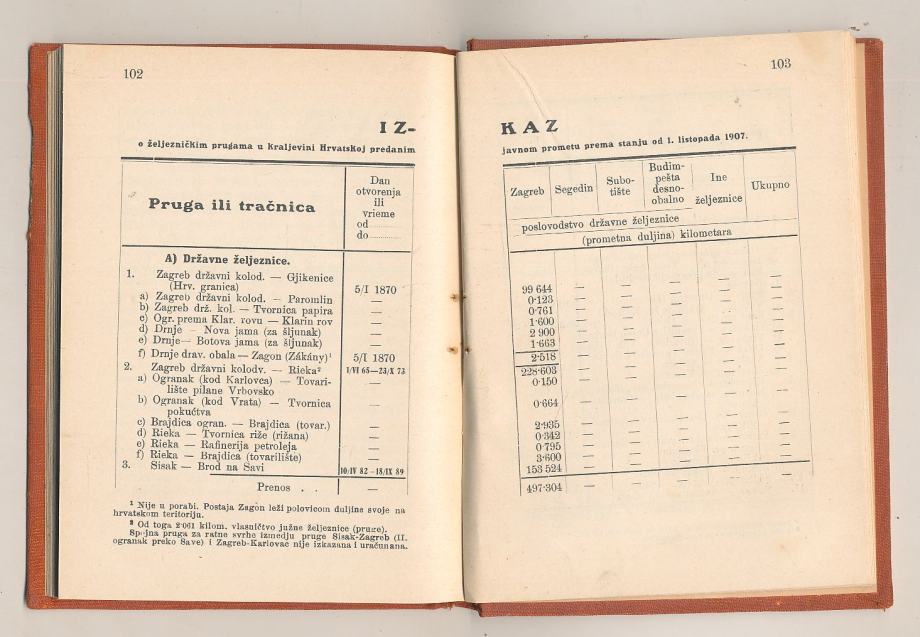 102
IZ-
o željezničkim prugama u kraljevini Hrvatskoj predanim
Pruga ili tračnica
Dan
otvorenja
ili
vrieme
od
do
A) Državne željeznice.
1. Zagreb državni kolod. — Gjikenice
(Hrv. granica) 5/I 1870
a) Zagreb državni kolod. — Paromlin —
b) Zagreb drž. kol. — Tvornica papira —
c) Ogr. prema Klar. rovu — Klarin rov —
d) Drnje — Nova jama (za šljunak) —
e) Drnje — Botova jama (za šljunak) —
f) Drnje drav. obala — Zagon (Zákány)¹ 5/I 1870
2. Zagreb državni kolodv. — Rieka² 1/VI 65—23/X 73
a) Ogranak (kod Karlovca) — Tovari- —
lište pilane Vrbovsko
b) Ogranak (kod Vrata) — Tvornica —
pokućtva
c) Brajdica ogran. — Brajdica (tovar.) —
d) Rieka — Tvornica riže (rižana) —
e) Rieka — Rafinerija petroleja —
f) Rieka — Brajdica (tovarilište) —
3. Sisak — Brod na Savi 10/IV 82 – 18/IX 89
Prenos . . —
¹ Nije u porabi. Postaja Zagon leži polovicom duljine svoje na
hrvatskom teritoriju.
² Od toga 2·061 kilom. vlasničtvo južne željeznice (pruge).
Spojna pruga za ratne svrhe izmedju pruge Sisak-Zagreb (II.
ogranak preko Save) i Zagreb-Karlovac nije izkazana i uračunana.
103
KAZ
javnom prometu prema stanju od 1. listopada 1907.
Zagreb
Segedin
Subo-
tište
Budim-
pešta
desno-
obalno
Ine
željeznice
Ukupno
poslovodstvo državne željeznice
(prometna duljina) kilometara
99 644 — — — — —
0·123 — — — — —
0·761 — — — — —
1·600 — — — — —
2 900 — — — — —
1·663 — — — — —
2·518 — — — — —
228·603 — — — — —
0·150 — — — — —
0·664 — — — — —
2·935 — — — — —
0·342 — — — — —
0·795 — — — — —
3·600 — — — — —
153 524 — — — — —
497·304 — — — — —